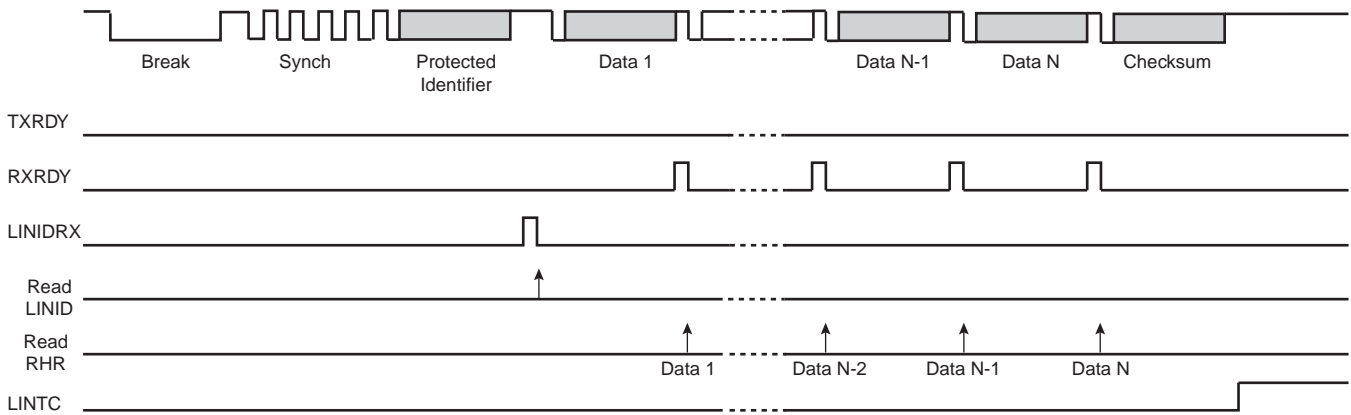 Break
Synch
Protected
Identifier
Data 1
Data N-1
Data N
Checksum
TXRDY
RXRDY
LINIDRX
Read
LINID
Read
RHR
Data 1
Data N-2
Data N-1
Data N
LINTC